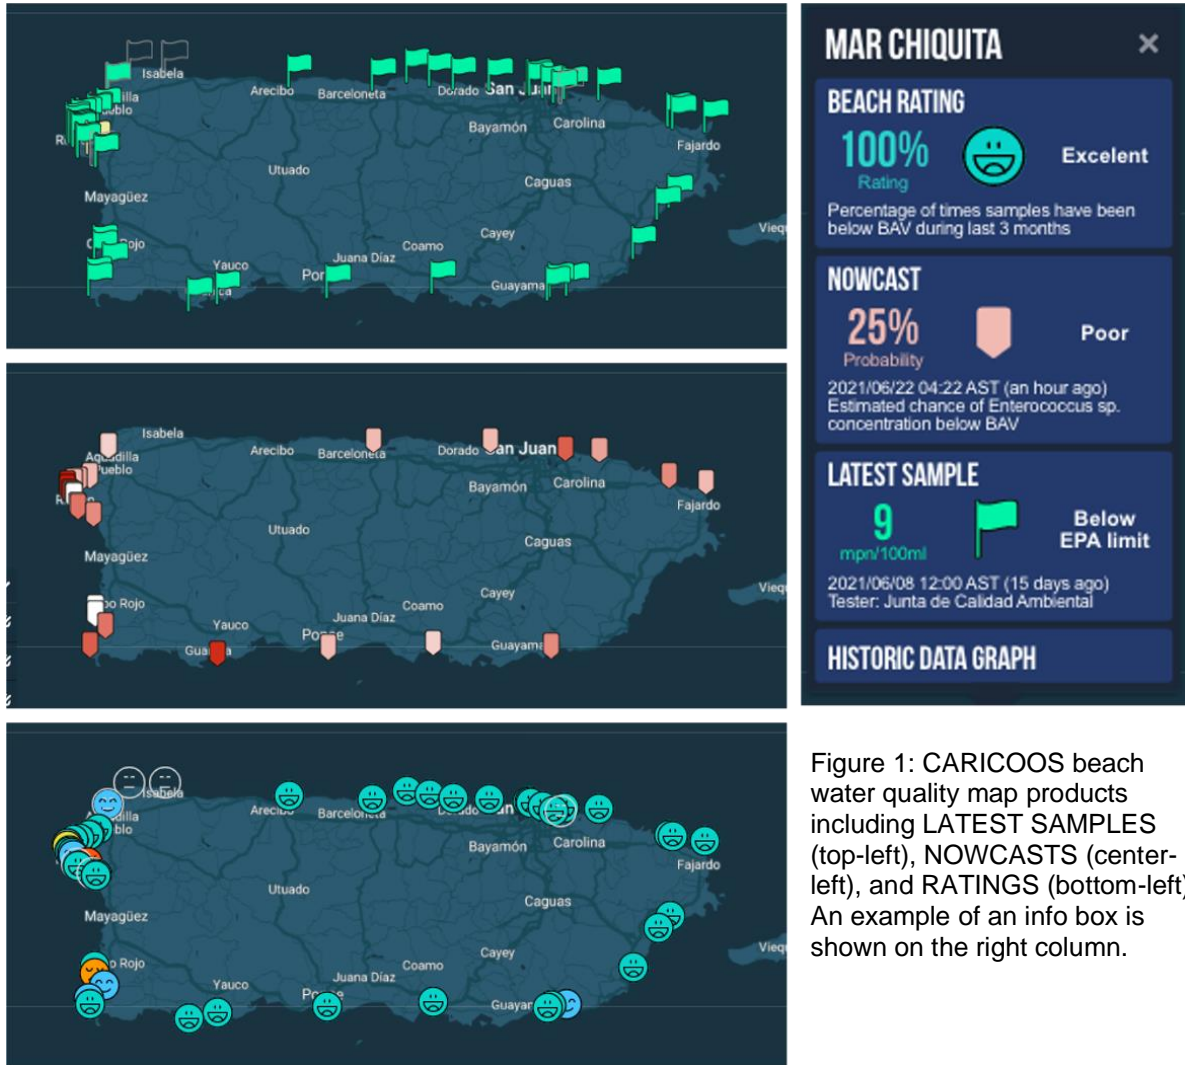 Isabela
Arecibo
Barceloneta
Dorado
San Juan
Bayamón
Carolina
Fajardo
Utuado
Caguas
Mayagüez
Cayey
Coamo
Juana Díaz
Yauco
Guayama
Isabela
Aguadilla
Pueblo
Arecibo
Barceloneta
Dorado
San Juan
Bayamón
Carolina
Fajardo
Utuado
Caguas
Mayagüez
Cayey
Coamo
Juana Díaz
Yauco
Ponce
Guayama
Isabela
Arecibo
Barceloneta
Bayamón
Carolina
Fajardo
Utuado
Caguas
Mayagüez
Cayey
Coamo
Juana Díaz
Yauco
MAR CHIQUITA ×
BEACH RATING
100%
Rating
Excelent
Percentage of times samples have been
below BAV during last 3 months
NOWCAST
25%
Probability
Poor
2021/06/22 04:22 AST (an hour ago)
Estimated chance of Enterococcus sp.
concentration below BAV
LATEST SAMPLE
9
mpn/100ml
Below
EPA limit
2021/06/08 12:00 AST (15 days ago)
Tester: Junta de Calidad Ambiental
HISTORIC DATA GRAPH
Figure 1: CARICOOS beach
water quality map products
including LATEST SAMPLES
(top-left), NOWCASTS (center-
left), and RATINGS (bottom-left)
An example of an info box is
shown on the right column.